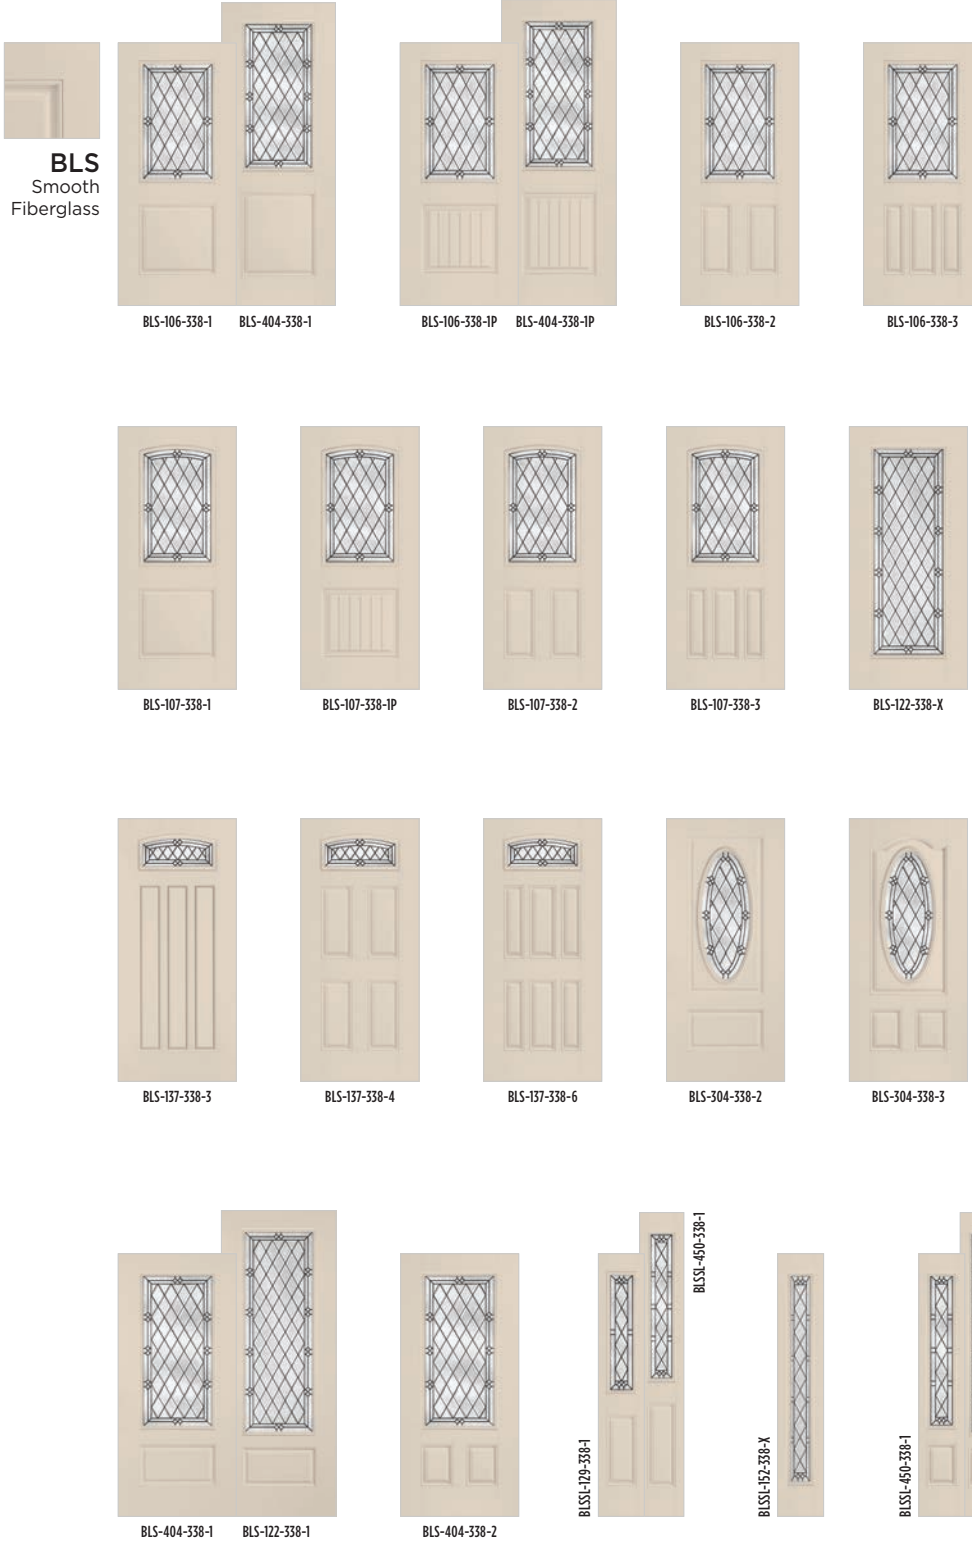 BLS
Smooth
Fiberglass
BLS-106-338-1 BLS-404-338-1 BLS-106-338-1P BLS-404-338-1P BLS-106-338-2 BLS-106-338-3
BLS-107-338-1 BLS-107-338-1P BLS-107-338-2 BLS-107-338-3 BLS-122-338-X
BLS-137-338-3 BLS-137-338-4 BLS-137-338-6 BLS-304-338-2 BLS-304-338-3
BLSSL-450-338-1
BLSSL-129-338-1
BLSSL-152-338-X
BLSSL-450-338-1
BLS-404-338-1 BLS-122-338-1 BLS-404-338-2